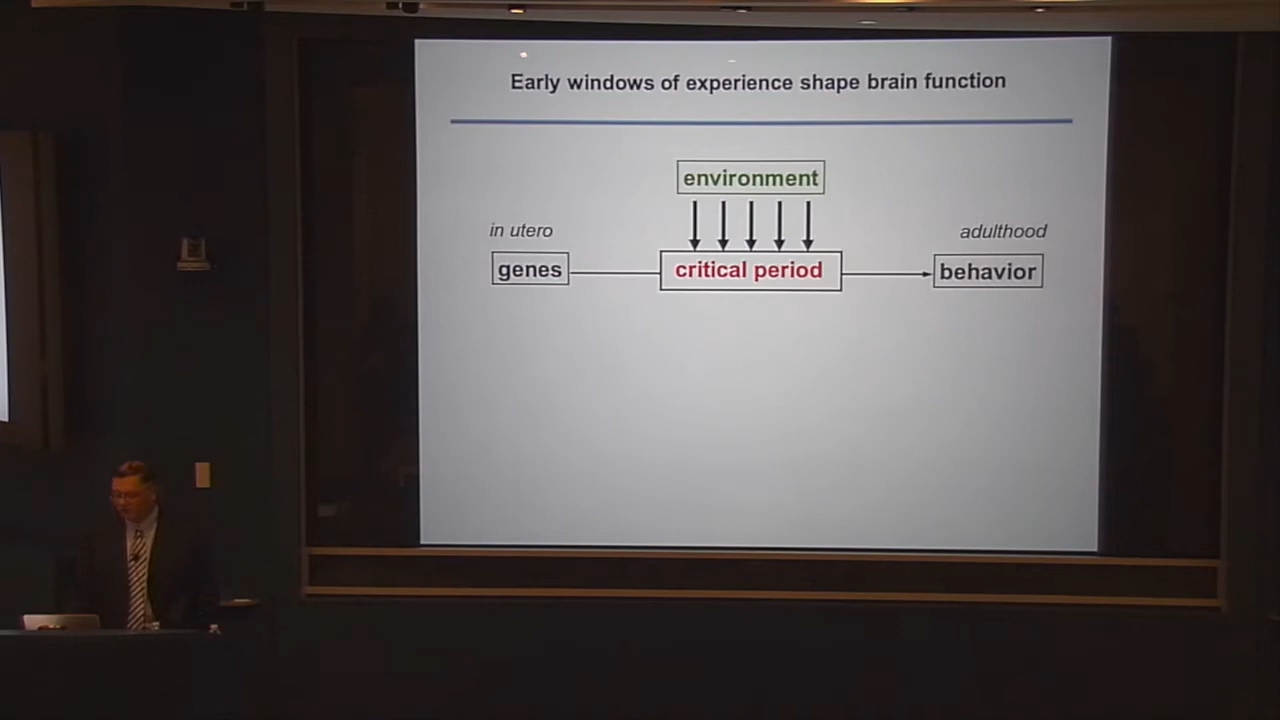 Early windows of experience shape brain function
environment
in utero
adulthood
genes
critical period
behavior